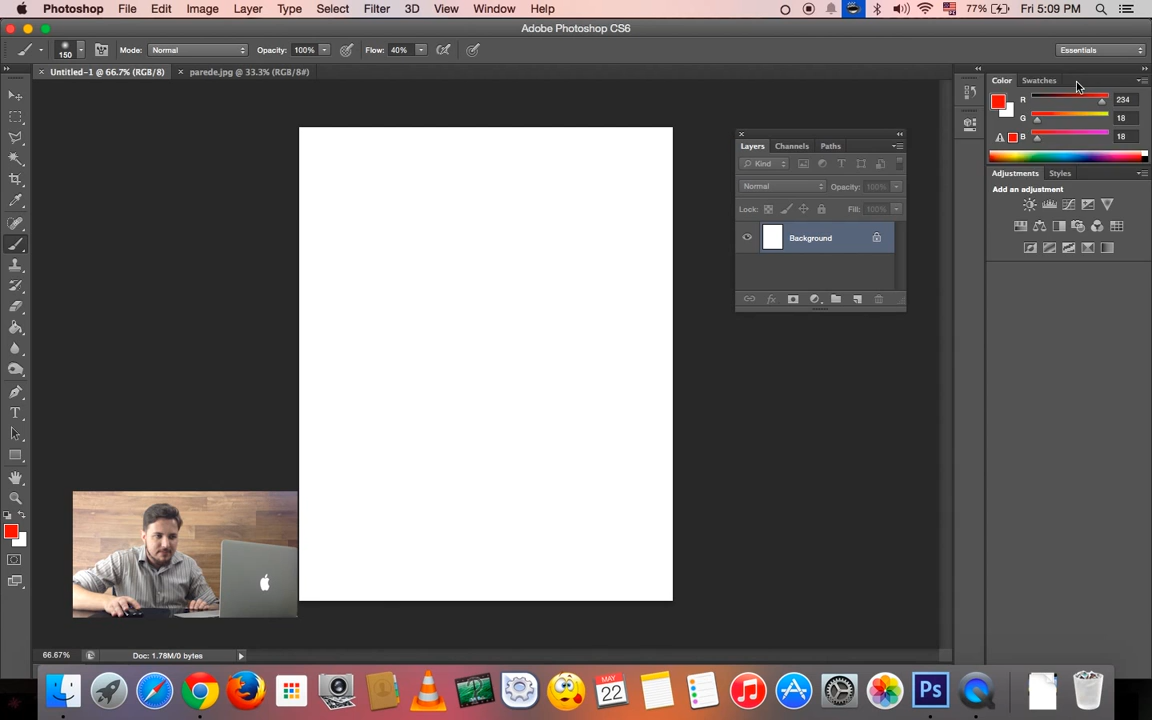 Photoshop File Edit Image Layer Type Select Filter 3D View Window Help 77% Fri 5:09 PM
Adobe Photoshop CS6
150 Mode: Normal Opacity: 100% Flow: 40% Essentials
Untitled-1 @ 66.7% (RGB/8) parede.jpg @ 33.3% (RGB/8#)
Color Swatches
R 234
G 18
B 18
Adjustments Styles
Add an adjustment
Layers Channels Paths
Kind
Normal Opacity: 100%
Lock: Fill: 100%
Background
66.67% Doc: 1.78M/0 bytes
MAY
22
Ps